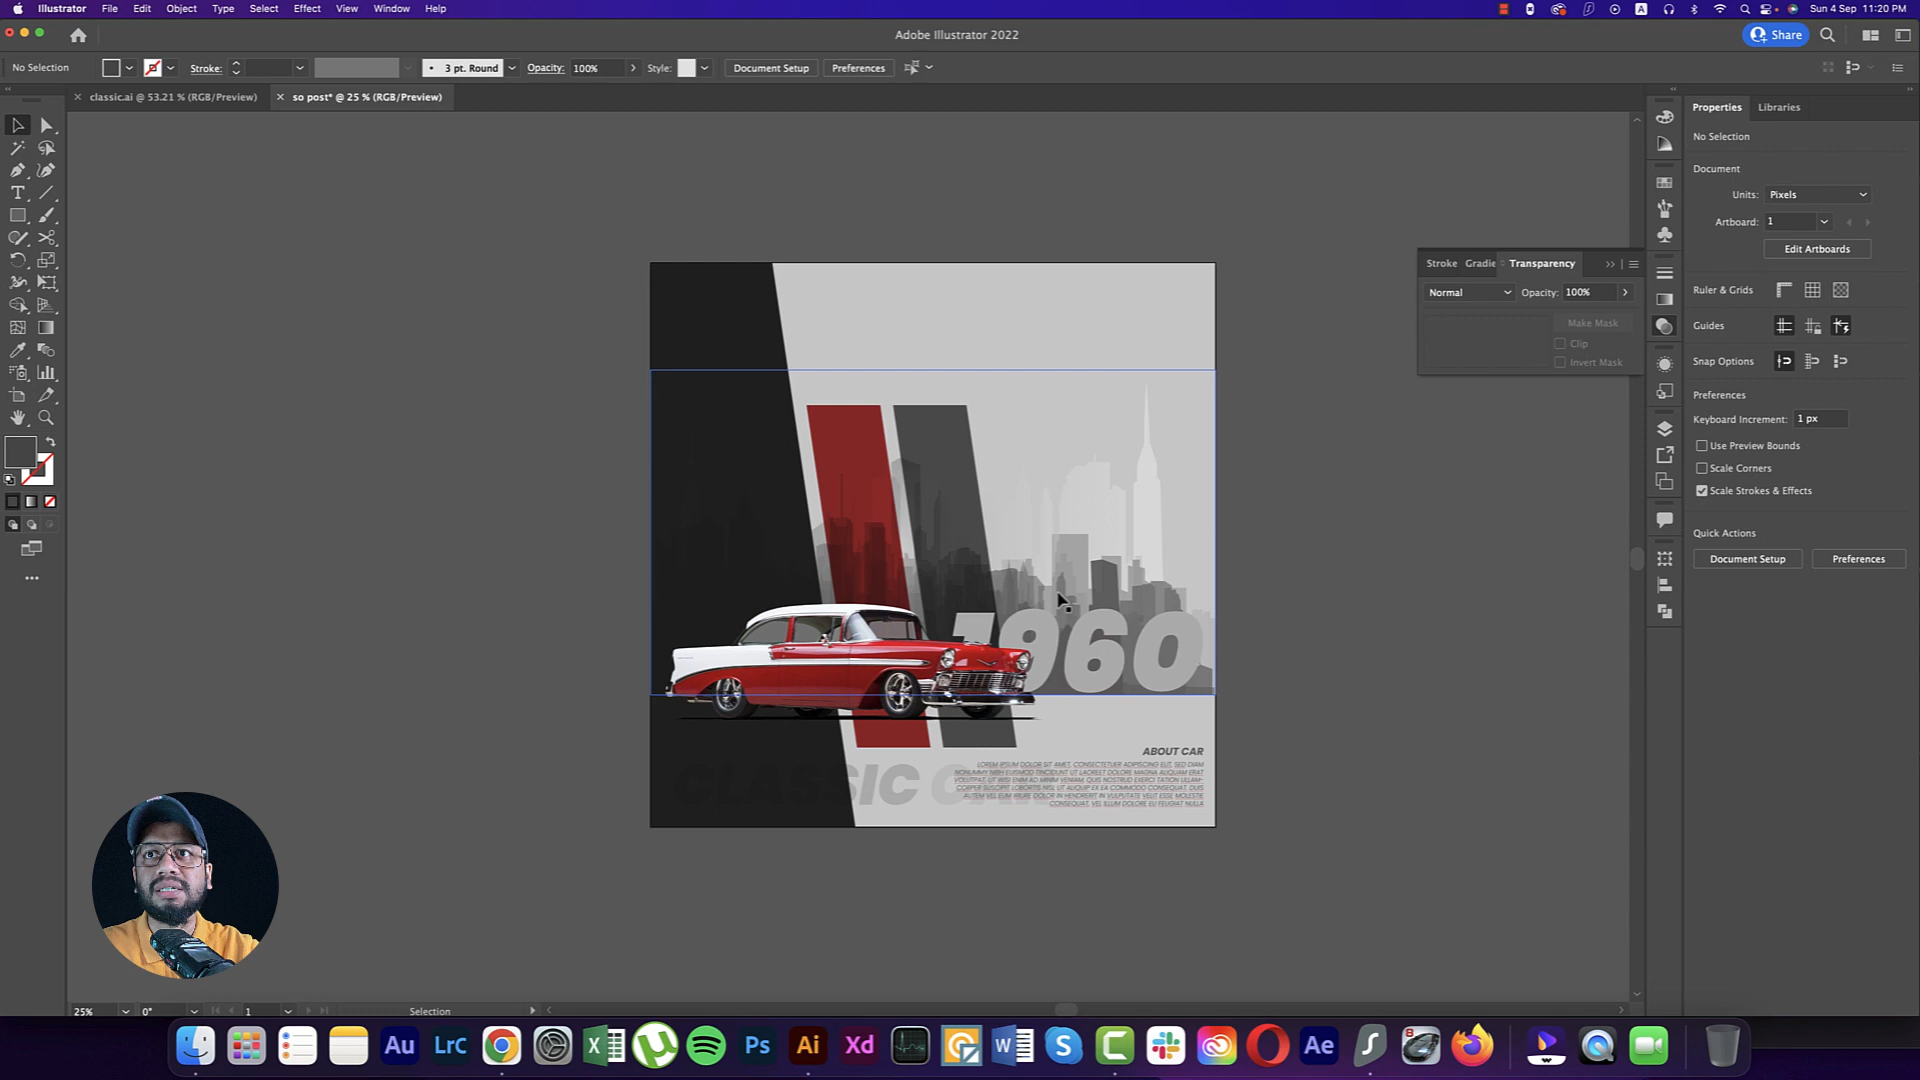 Illustrator File Edit Object Type Select Effect View Window Help
A Sun 4 Sep 11:20 PM
Adobe Illustrator 2022
Share
No Selection Stroke: 3 pt. Round Opacity: 100% Style: Document Setup Preferences
classic.ai @ 53.21 % (RGB/Preview) so post* @ 25 % (RGB/Preview)
Properties Libraries
No Selection
Document
Units: Pixels
Artboard: 1
Edit Artboards
Ruler & Grids
Guides
Snap Options
Preferences
Keyboard Increment: 1 px
Use Preview Bounds
Scale Corners
Scale Strokes & Effects
Quick Actions
Document Setup Preferences
Stroke Gradie Transparency
Normal Opacity: 100%
Make Mask
Clip
Invert Mask
1960
ABOUT CAR
LOREM IPSUM DOLOR SIT AMET, CONSECTETUER ADIPISCING ELIT, SED DIAM
NONUMMY NIBH EUISMOD TINCIDUNT UT LAOREET DOLORE MAGNA ALIQUAM ERAT
VOLUTPAT. UT WISI ENIM AD MINIM VENIAM, QUIS NOSTRUD EXERCI TATION ULLAM-
CORPER SUSCIPIT LOBORTIS NISL UT ALIQUIP EX EA COMMODO CONSEQUAT. DUIS
AUTEM VEL EUM IRIURE DOLOR IN HENDRERIT IN VULPUTATE VELIT ESSE MOLESTIE
CONSEQUAT, VEL ILLUM DOLORE EU FEUGIAT NULLA
CLASSIC
25% 0° 1 Selection
Au LrC X Ps Ai Xd W S C Ae 8